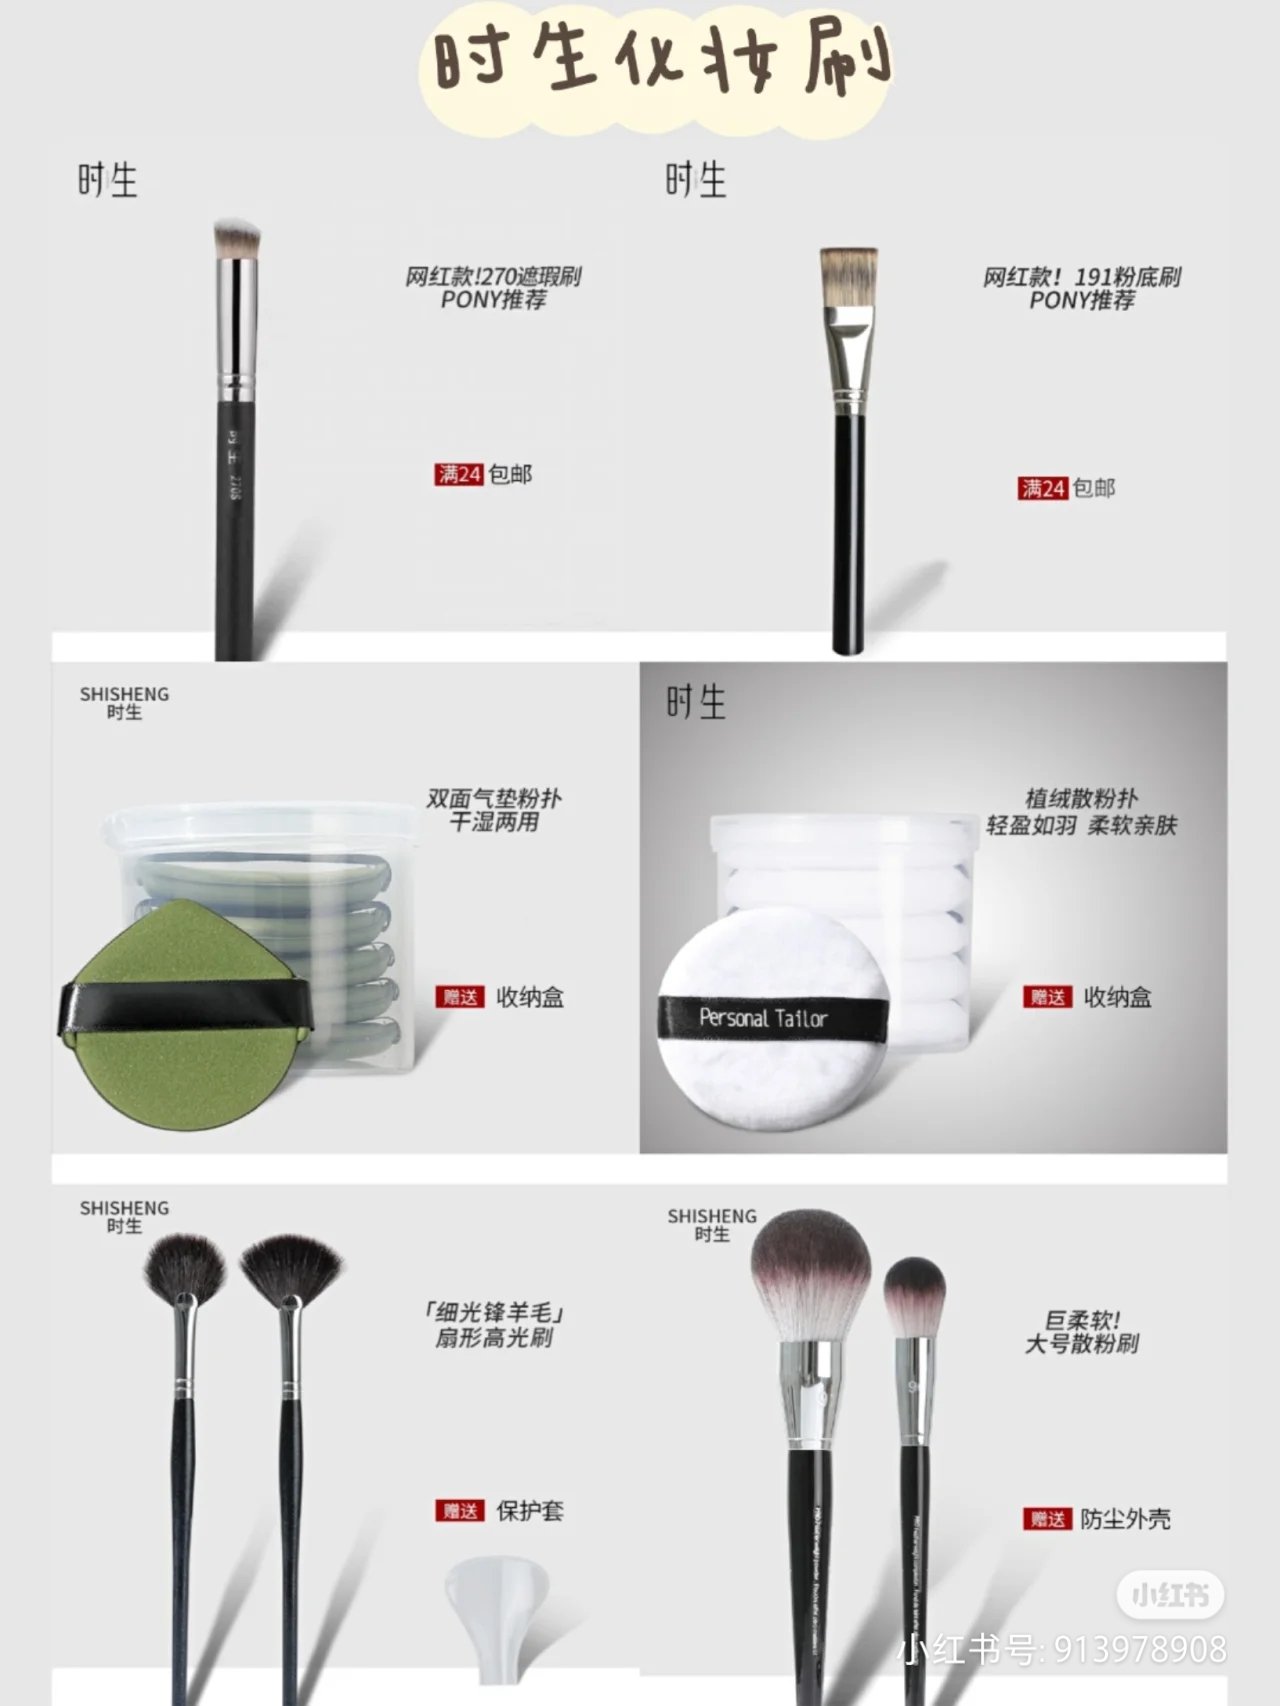 时生化妆刷
时生
网红款!270遮瑕刷
PONY推荐
满24 包邮
时生 270S
时生
网红款！191粉底刷
PONY推荐
满24 包邮
SHISHENG
时生
双面气垫粉扑
干湿两用
赠送 收纳盒
时生
植绒散粉扑
轻盈如羽 柔软亲肤
Personal Tailor
赠送 收纳盒
SHISHENG
时生
「细光锋羊毛」
扇形高光刷
赠送 保护套
SHISHENG
时生
巨柔软!
大号散粉刷
赠送 防尘外壳
小红书
小红书号: 913978908